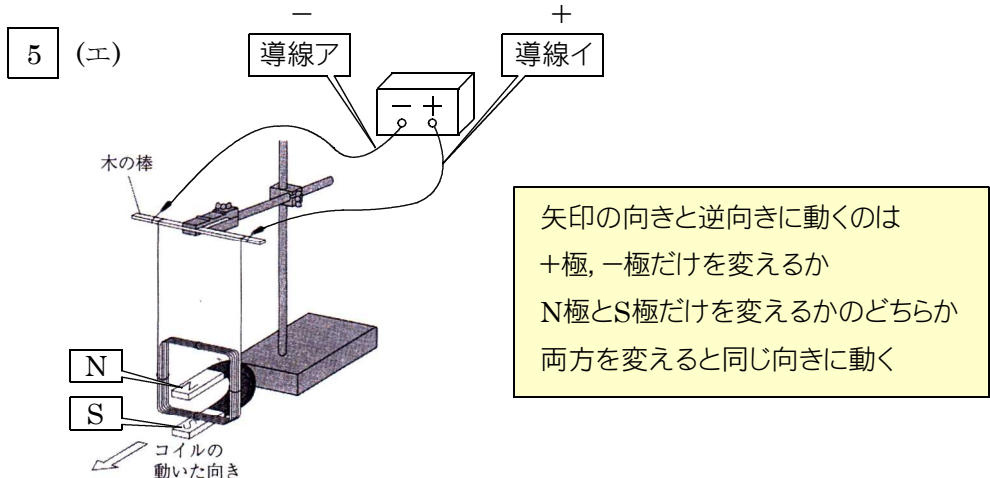 − +
5 (エ) 導線ア 導線イ
− +
木の棒
矢印の向きと逆向きに動くのは
+極, −極だけを変えるか
N極とS極だけを変えるかのどちらか
両方を変えると同じ向きに動く
N
N
S
S
コイルの
動いた向き